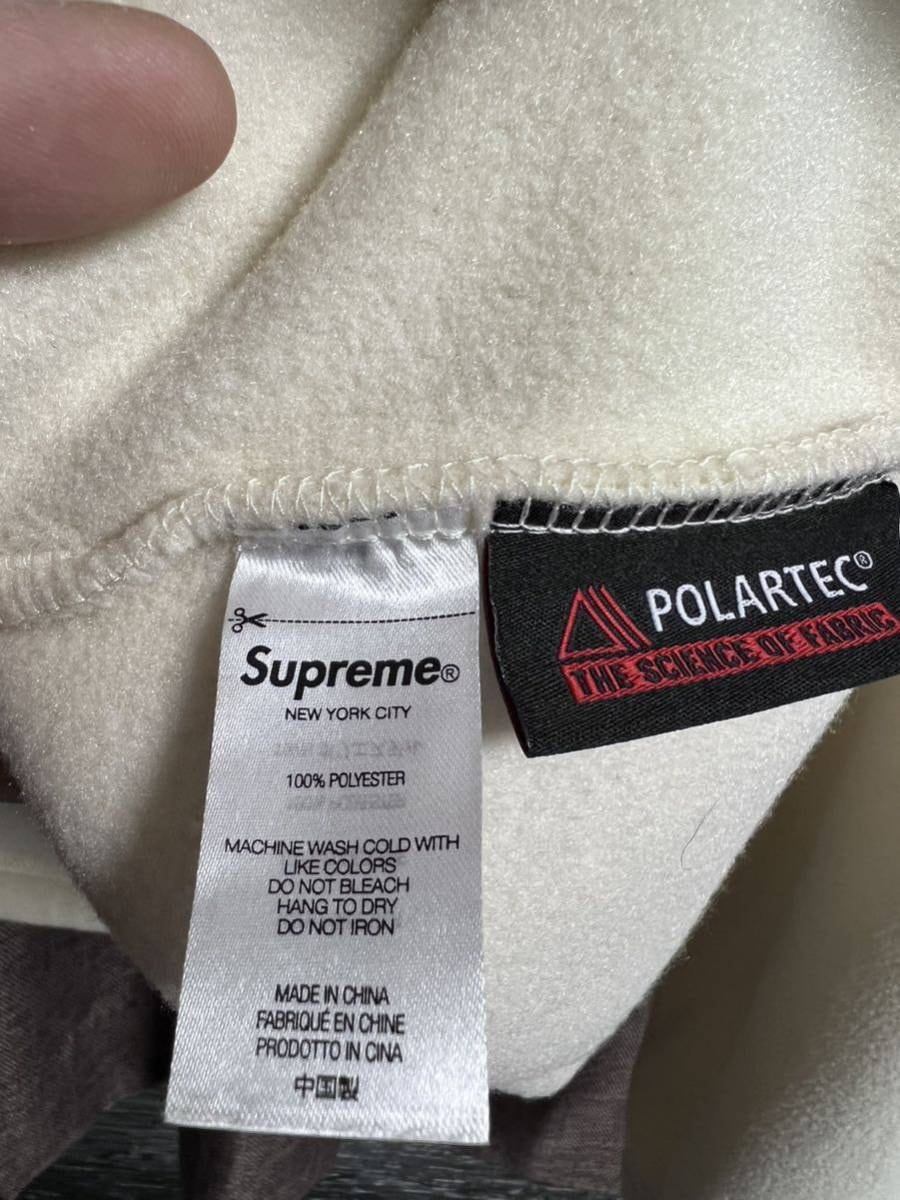 Supreme®
NEW YORK CITY
100% POLYESTER
MACHINE WASH COLD WITH
LIKE COLORS
DO NOT BLEACH
HANG TO DRY
DO NOT IRON
MADE IN CHINA
FABRIQUÉ EN CHINE
PRODOTTO IN CINA
中国製
POLARTEC®
THE SCIENCE OF FABRIC